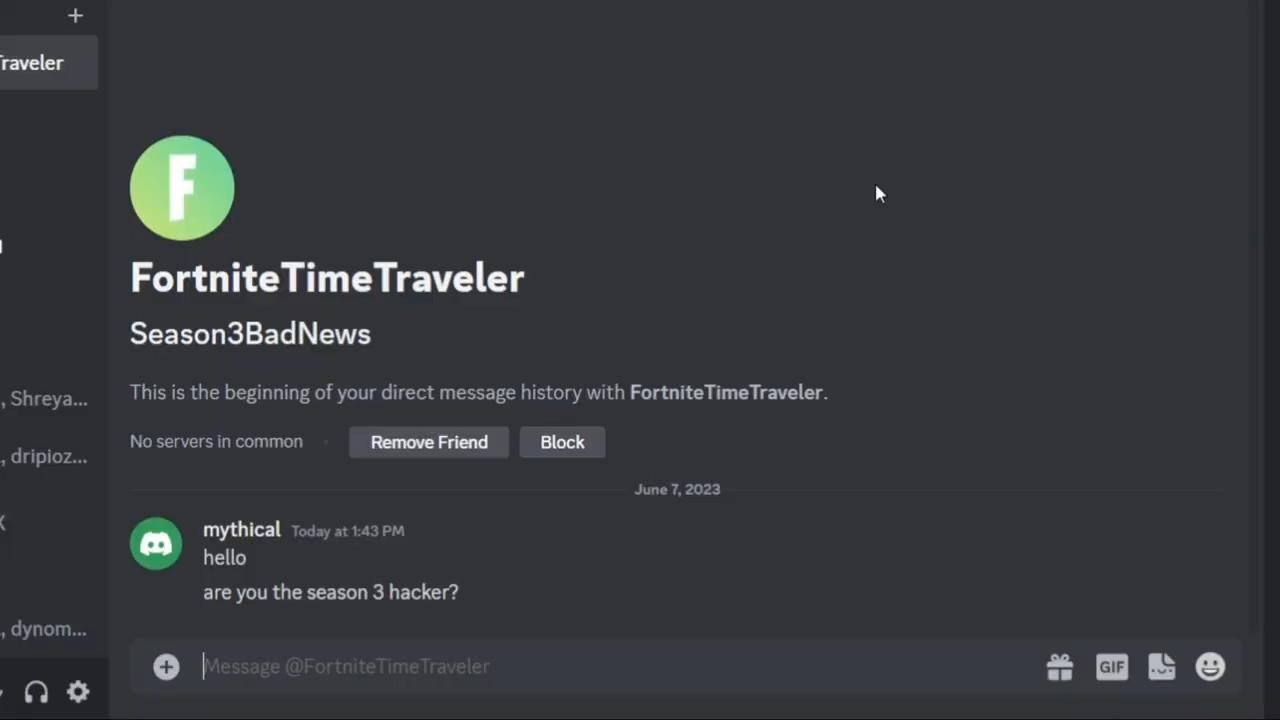 Traveler
F
FortniteTimeTraveler
Season3BadNews
This is the beginning of your direct message history with FortniteTimeTraveler.
No servers in common
Remove Friend
Block
, Shreya...
, dripioz...
June 7, 2023
mythical Today at 1:43 PM
hello
are you the season 3 hacker?
, dynom...
Message @FortniteTimeTraveler
GIF